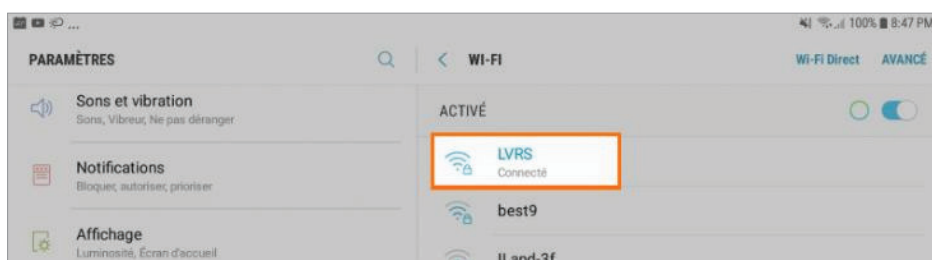 ... 100% 8:47 PM
PARAMÈTRES
Sons et vibration
Sons, Vibreur, Ne pas déranger
Notifications
Bloquer, autoriser, prioriser
Affichage
Luminosité, Écran d'accueil
WI-FI Wi-Fi Direct AVANCÉ
ACTIVÉ
LVRS
Connecté
best9